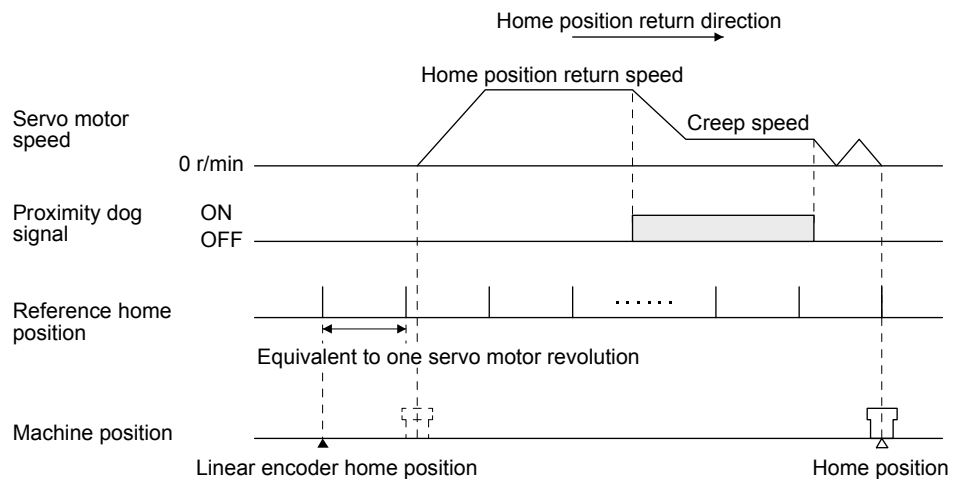 Home position return direction
Home position return speed
Servo motor
speed
Creep speed
0 r/min
Proximity dog
signal
ON
OFF
Reference home
position
Equivalent to one servo motor revolution
Machine position
Linear encoder home position
Home position